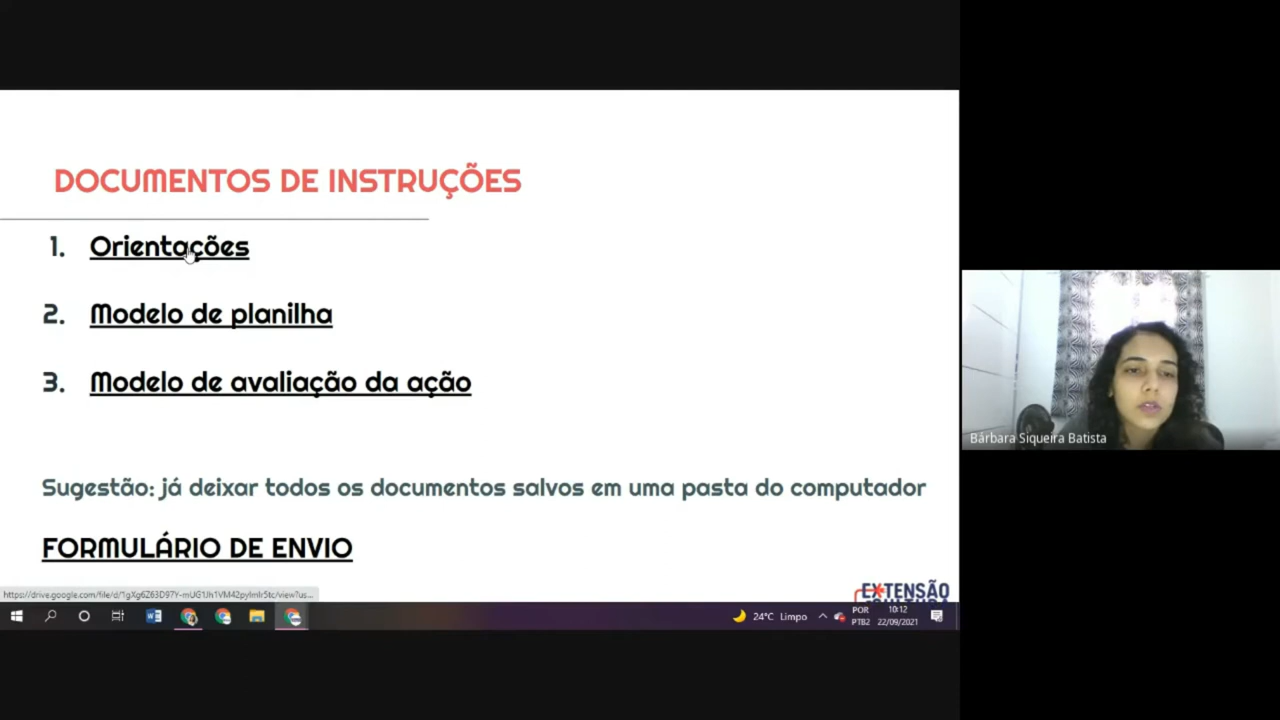 DOCUMENTOS DE INSTRUÇÕES
1. Orientações
2. Modelo de planilha
3. Modelo de avaliação da ação
Sugestão: já deixar todos os documentos salvos em uma pasta do computador
FORMULÁRIO DE ENVIO
EXTENSÃO
24°C Limpo
POR
PTB2
10:12
22/09/2021
Bárbara Siqueira Batista